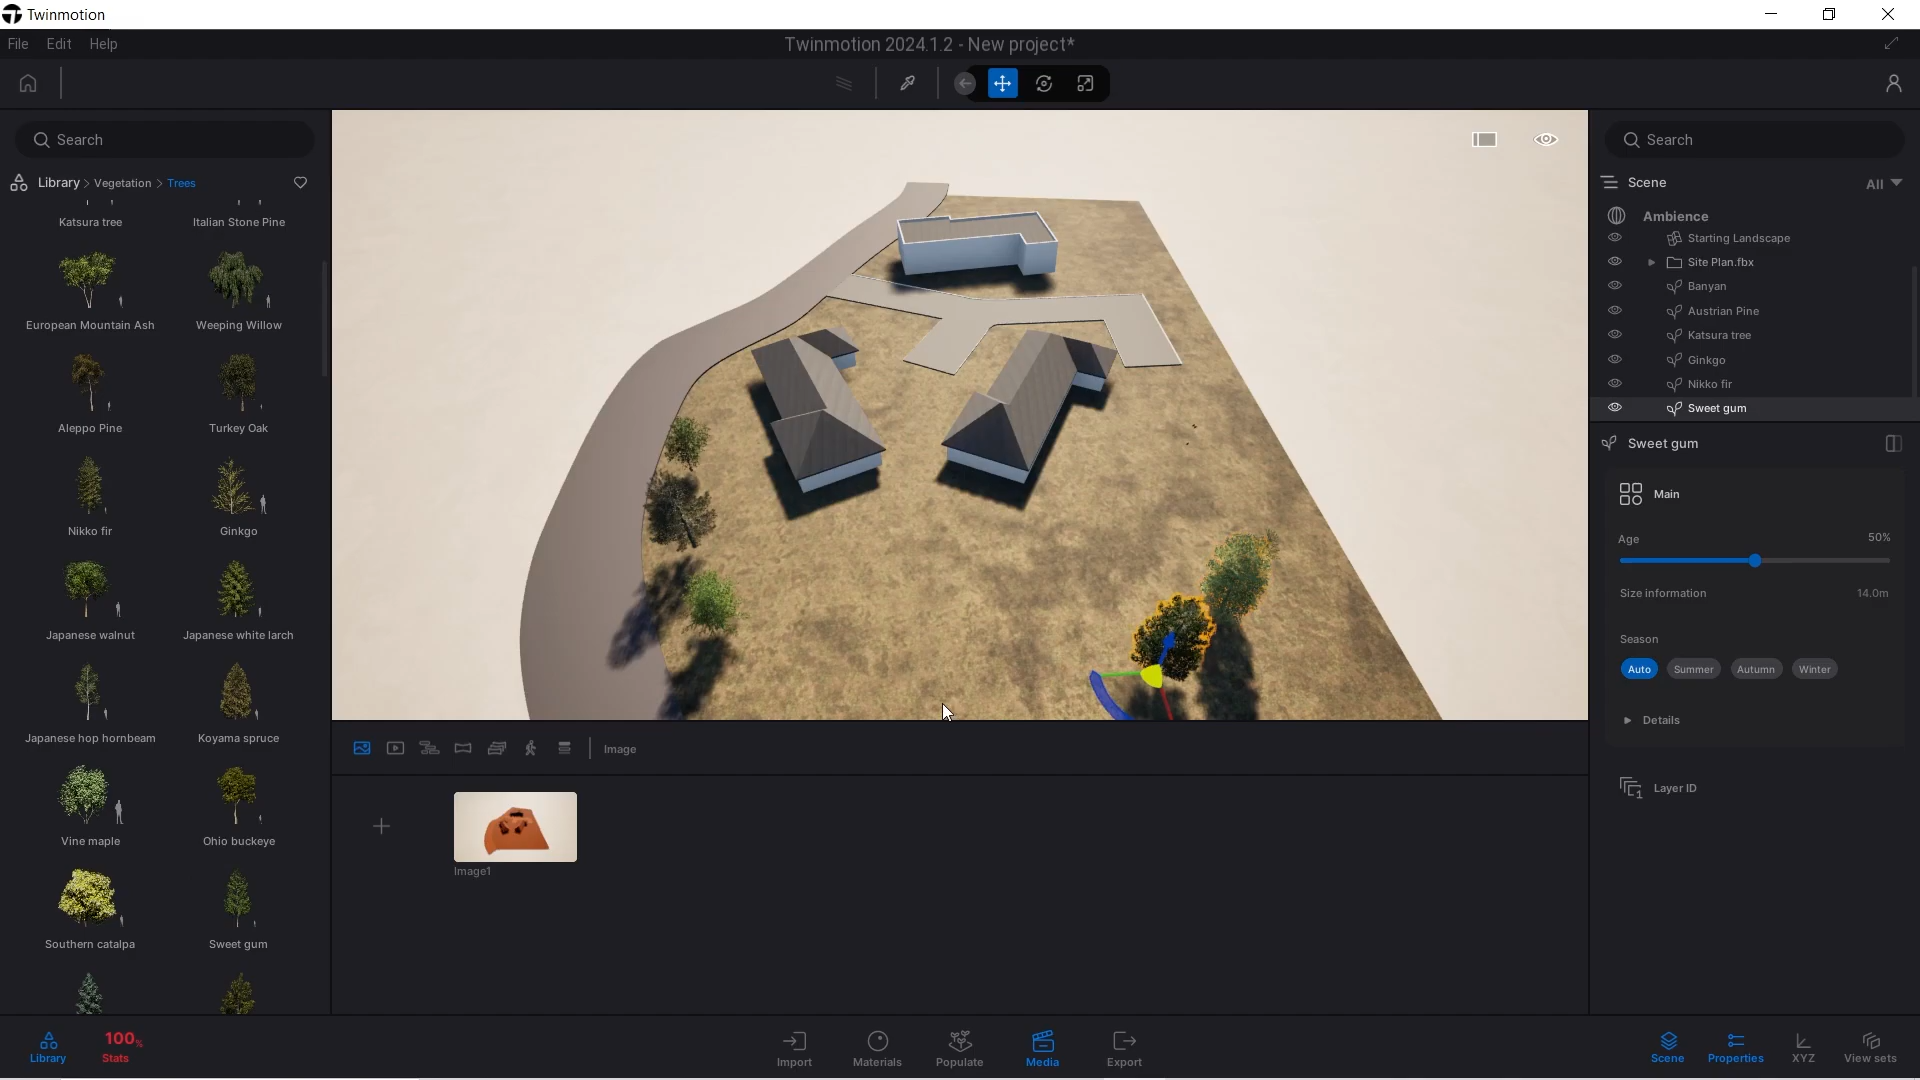 Twinmotion
File Edit Help
Twinmotion 2024.1.2 - New project*
Search
Library > Vegetation > Trees
Katsura tree
Italian Stone Pine
European Mountain Ash
Weeping Willow
Aleppo Pine
Turkey Oak
Nikko fir
Ginkgo
Japanese walnut
Japanese white larch
Japanese hop hornbeam
Koyama spruce
Vine maple
Ohio buckeye
Southern catalpa
Sweet gum
Image
Image1
Search
Scene
All
Ambience
Starting Landscape
Site Plan.fbx
Banyan
Austrian Pine
Katsura tree
Ginkgo
Nikko fir
Sweet gum
Sweet gum
Main
Age 50%
Size information 14.0m
Season
Auto Summer Autumn Winter
Details
1 Layer ID
Library
100%
Stats
Import
Materials
Populate
Media
Export
Scene
Properties
XYZ
View sets